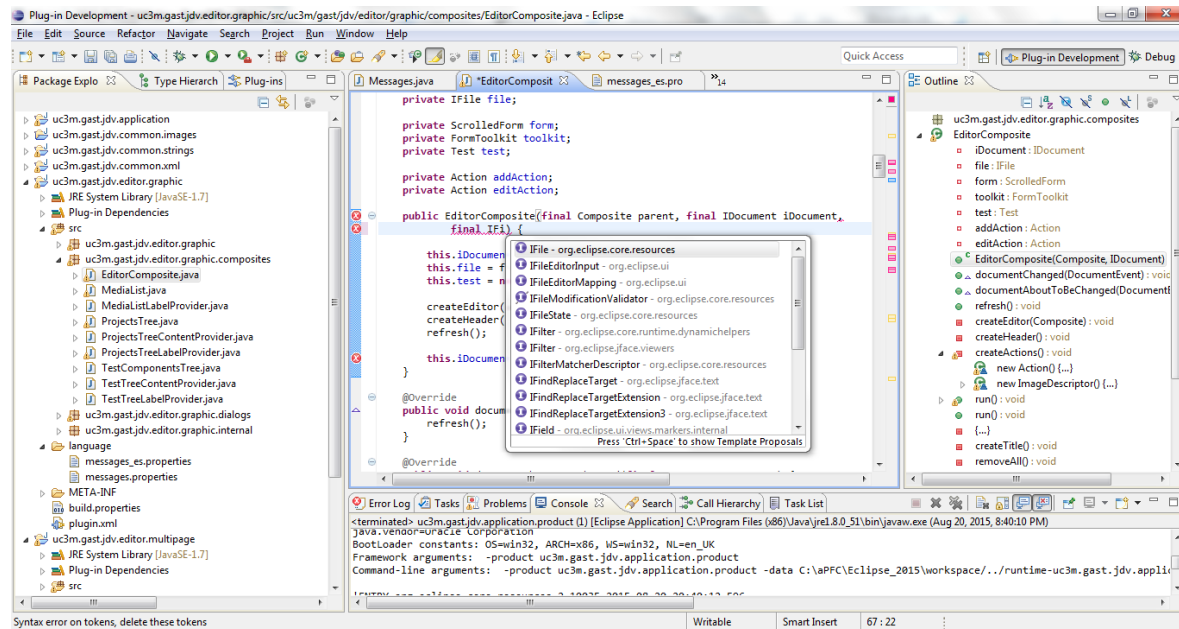 Plug-in Development - uc3m.gast.jdv.editor.graphic/src/uc3m/gast/jdv/editor/graphic/composites/EditorComposite.java - Eclipse
File Edit Source Refactor Navigate Search Project Run Window Help
Quick Access
Plug-in Development
Debug
Package Explo
Type Hierarch
Plug-ins
uc3m.gast.jdv.application
uc3m.gast.jdv.common.images
uc3m.gast.jdv.common.strings
uc3m.gast.jdv.common.xml
uc3m.gast.jdv.editor.graphic
JRE System Library [JavaSE-1.7]
Plug-in Dependencies
src
uc3m.gast.jdv.editor.graphic
uc3m.gast.jdv.editor.graphic.composites
EditorComposite.java
MediaList.java
MediaListLabelProvider.java
ProjectsTree.java
ProjectsTreeContentProvider.java
ProjectsTreeLabelProvider.java
TestComponentsTree.java
TestTreeContentProvider.java
TestTreeLabelProvider.java
uc3m.gast.jdv.editor.graphic.dialogs
uc3m.gast.jdv.editor.graphic.internal
language
messages_es.properties
messages.properties
META-INF
build.properties
plugin.xml
uc3m.gast.jdv.editor.multipage
JRE System Library [JavaSE-1.7]
Plug-in Dependencies
src
Messages.java
*EditorComposit
messages_es.pro
»14
private IFile file;
private ScrolledForm form;
private FormToolkit toolkit;
private Test test;
private Action addAction;
private Action editAction;
public EditorComposite(final Composite parent, final IDocument iDocument,
final IFi) {
this.iDocumen
this.file = f
this.test = n
createEditor(
createHeader(
refresh();
this.iDocumen
}
@Override
public void docum
refresh();
}
@Override
IFile - org.eclipse.core.resources
IFileEditorInput - org.eclipse.ui
IFileEditorMapping - org.eclipse.ui
IFileModificationValidator - org.eclipse.core.resources
IFileState - org.eclipse.core.resources
IFilter - org.eclipse.core.runtime.dynamichelpers
IFilter - org.eclipse.jface.viewers
IFilterMatcherDescriptor - org.eclipse.core.resources
IFindReplaceTarget - org.eclipse.jface.text
IFindReplaceTargetExtension - org.eclipse.jface.text
IFindReplaceTargetExtension3 - org.eclipse.jface.text
IField - org.eclipse.ui.views.markers.internal
Press 'Ctrl+Space' to show Template Proposals
Outline
uc3m.gast.jdv.editor.graphic.composites
EditorComposite
iDocument : IDocument
file : IFile
form : ScrolledForm
toolkit : FormToolkit
test : Test
addAction : Action
editAction : Action
EditorComposite(Composite, IDocument)
documentChanged(DocumentEvent) : voic
documentAboutToBeChanged(DocumentE
refresh() : void
createEditor(Composite) : void
createHeader() : void
createActions() : void
new Action() {...}
new ImageDescriptor() {...}
run() : void
run() : void
{...}
createTitle() : void
removeAll() : void
Error Log
Tasks
Problems
Console
Search
Call Hierarchy
Task List
<terminated> uc3m.gast.jdv.application.product (1) [Eclipse Application] C:\Program Files (x86)\Java\jre1.8.0_51\bin\javaw.exe (Aug 20, 2015, 8:40:10 PM)
java.vendor=Oracle Corporation
BootLoader constants: OS=win32, ARCH=x86, WS=win32, NL=en_UK
Framework arguments: -product uc3m.gast.jdv.application.product
Command-line arguments: -product uc3m.gast.jdv.application.product -data C:\aPFC\Eclipse_2015\workspace/../runtime-uc3m.gast.jdv.applic
Syntax error on tokens, delete these tokens
Writable
Smart Insert
67 : 22